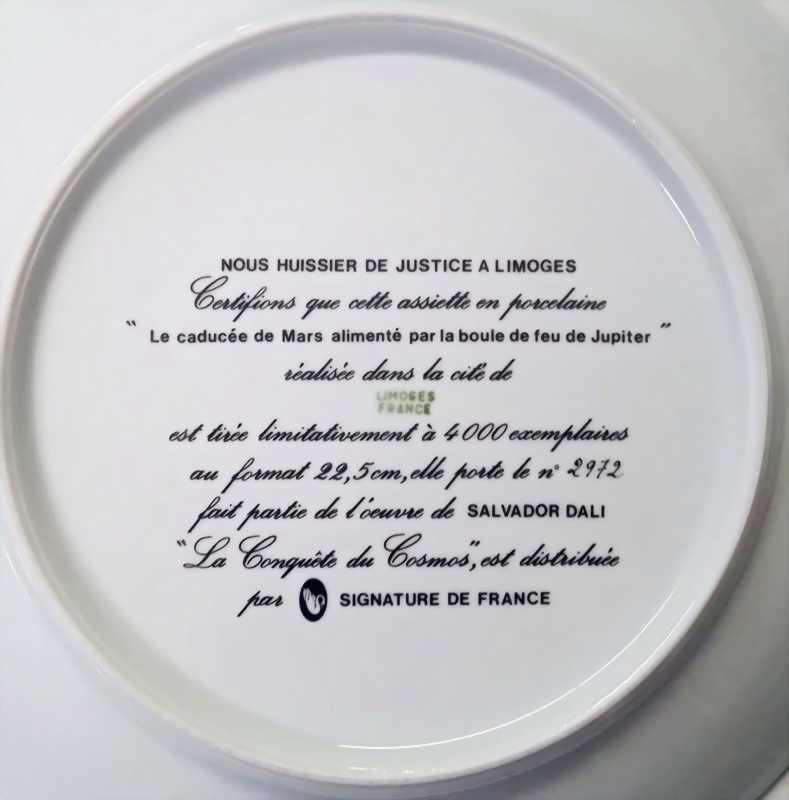 NOUS HUISSIER DE JUSTICE A LIMOGES
Certifions que cette assiette en porcelaine
" Le caducée de Mars alimenté par la boule de feu de Jupiter "
réalisée dans la cité de
LIMOGES
FRANCE
est tirée limitativement à 4000 exemplaires
au format 22,5cm, elle porte le n° 2972
fait partie de l'oeuvre de SALVADOR DALI
"La Conquête du Cosmos", est distribuée
par SIGNATURE DE FRANCE